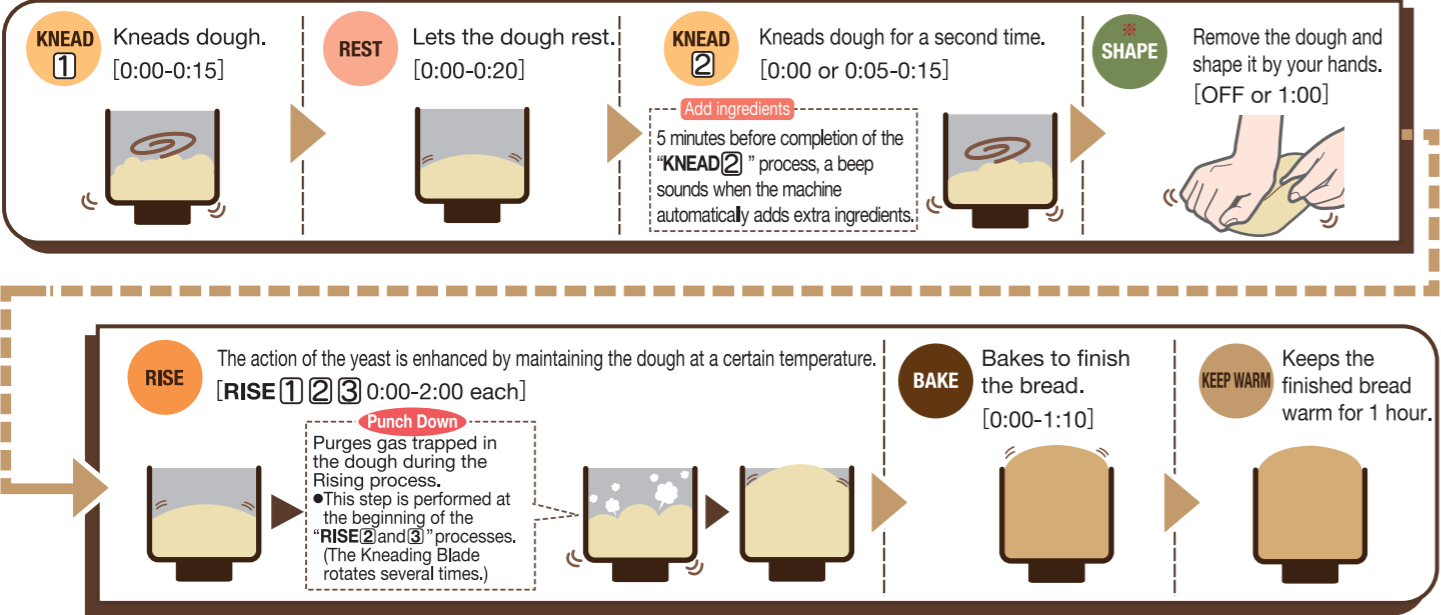 KNEAD
1
Kneads dough.
[0:00-0:15]
REST
Lets the dough rest.
[0:00-0:20]
KNEAD
2
Kneads dough for a second time.
[0:00 or 0:05-0:15]
Add ingredients
5 minutes before completion of the
“KNEAD2 ” process, a beep
sounds when the machine
automatically adds extra ingredients.
※
SHAPE
Remove the dough and
shape it by your hands.
[OFF or 1:00]
RISE
The action of the yeast is enhanced by maintaining the dough at a certain temperature.
[RISE 1 2 3 0:00-2:00 each]
Punch Down
Purges gas trapped in
the dough during the
Rising process.
●This step is performed at
the beginning of the
“RISE2and3”processes.
(The Kneading Blade
rotates several times.)
BAKE
Bakes to finish
the bread.
[0:00-1:10]
KEEP WARM
Keeps the
finished bread
warm for 1 hour.